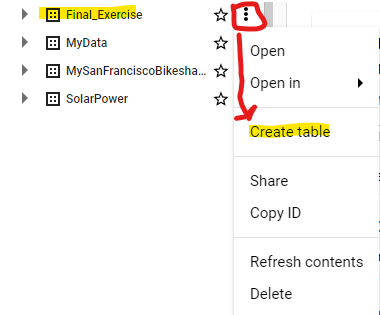 Final_Exercise
MyData
MySanFranciscoBikesha...
SolarPower
Open
Open in
Create table
Share
Copy ID
Refresh contents
Delete